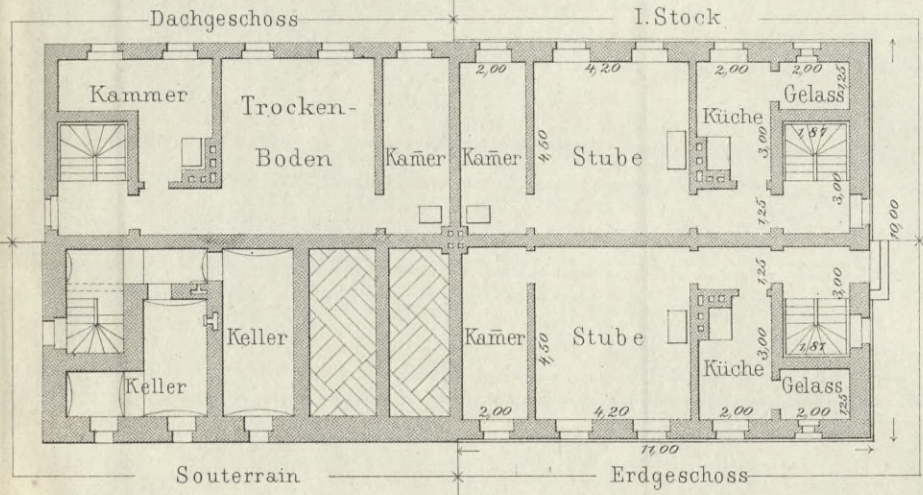 Dachgeschoss
I. Stock
2,00
4,20
2,00
2,00
1,25
Kammer
Trocken-
Boden
Kam̄er
Kam̄er
4,50
Stube
Küche
3,00
Gelass
1,87
1,25
3,00
10,00
Keller
Keller
Kam̄er
4,50
Stube
1,25
3,00
Küche
3,00
1,87
Gelass
1,25
2,00
4,20
2,00
2,00
11,00
Souterrain
Erdgeschoss